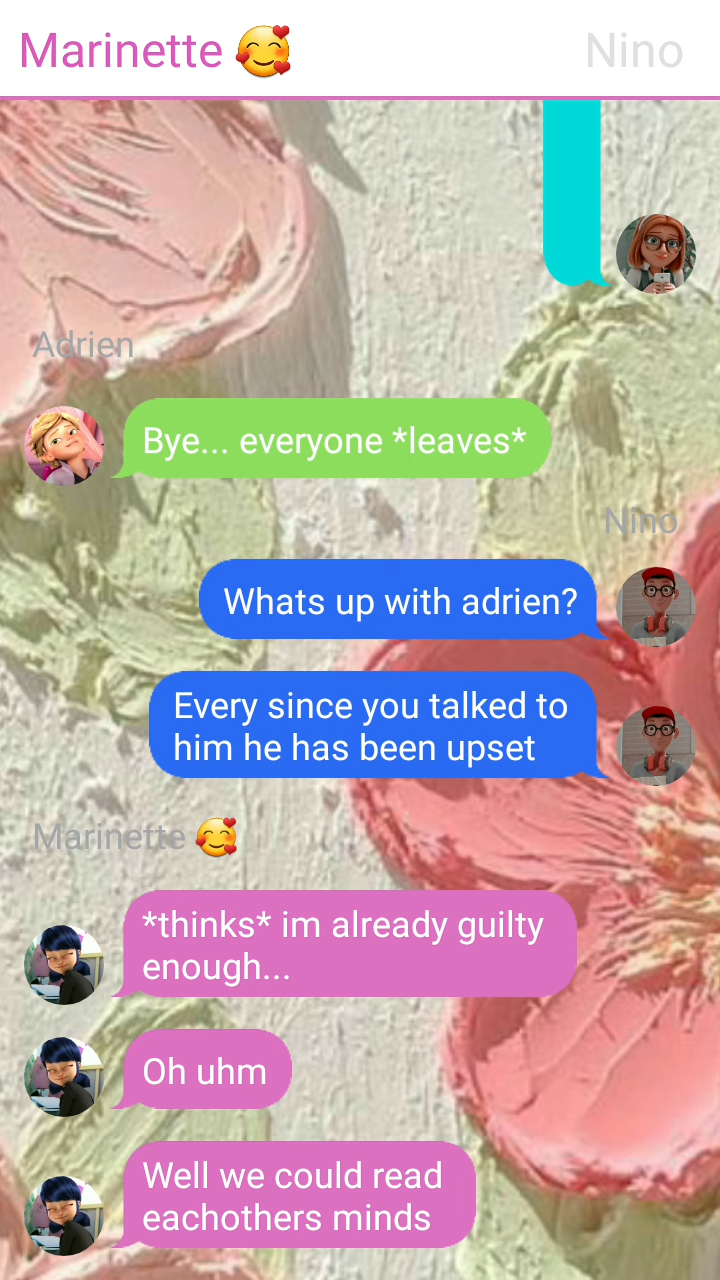 Marinette 🥰 Nino
Adrien
Bye... everyone *leaves*
Nino
Whats up with adrien?
Every since you talked to
him he has been upset
Marinette 🥰
*thinks* im already guilty
enough...
Oh uhm
Well we could read
eachothers minds